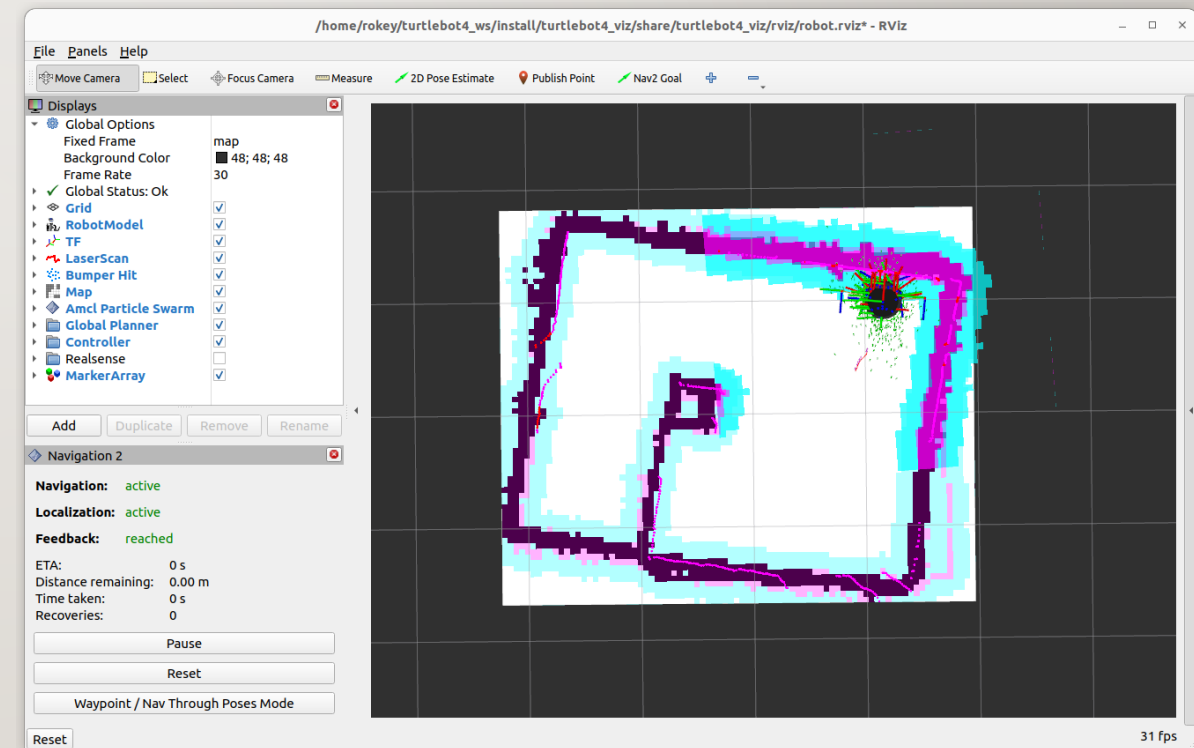 /home/rokey/turtlebot4_ws/install/turtlebot4_viz/share/turtlebot4_viz/rviz/robot.rviz* - RViz
File Panels Help
Move Camera Select Focus Camera Measure 2D Pose Estimate Publish Point Nav2 Goal
Displays
Global Options
Fixed Frame map
Background Color 48; 48; 48
Frame Rate 30
Global Status: Ok
Grid
RobotModel
TF
LaserScan
Bumper Hit
Map
Amcl Particle Swarm
Global Planner
Controller
Realsense
MarkerArray
Add Duplicate Remove Rename
Navigation 2
Navigation: active
Localization: active
Feedback: reached
ETA: 0 s
Distance remaining: 0.00 m
Time taken: 0 s
Recoveries: 0
Pause
Reset
Waypoint / Nav Through Poses Mode
Reset
31 fps